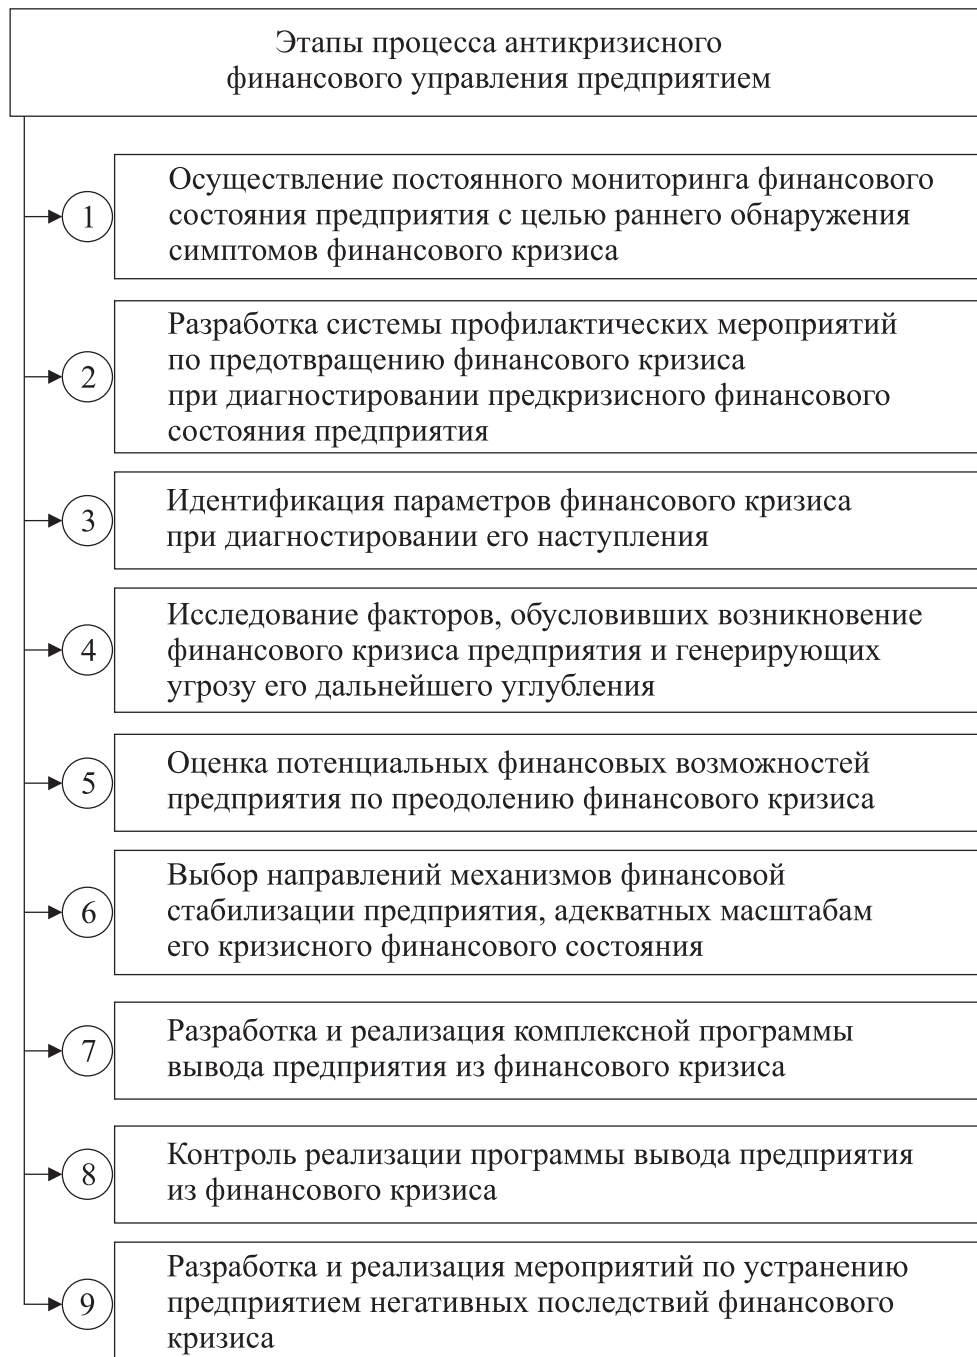 Этапы процесса антикризисного
финансового управления предприятием
1
Осуществление постоянного мониторинга финансового
состояния предприятия с целью раннего обнаружения
симптомов финансового кризиса
2
Разработка системы профилактических мероприятий
по предотвращению финансового кризиса
при диагностировании предкризисного финансового
состояния предприятия
3
Идентификация параметров финансового кризиса
при диагностировании его наступления
4
Исследование факторов, обусловивших возникновение
финансового кризиса предприятия и генерирующих
угрозу его дальнейшего углубления
5
Оценка потенциальных финансовых возможностей
предприятия по преодолению финансового кризиса
6
Выбор направлений механизмов финансовой
стабилизации предприятия, адекватных масштабам
его кризисного финансового состояния
7
Разработка и реализация комплексной программы
вывода предприятия из финансового кризиса
8
Контроль реализации программы вывода предприятия
из финансового кризиса
9
Разработка и реализация мероприятий по устранению
предприятием негативных последствий финансового
кризиса